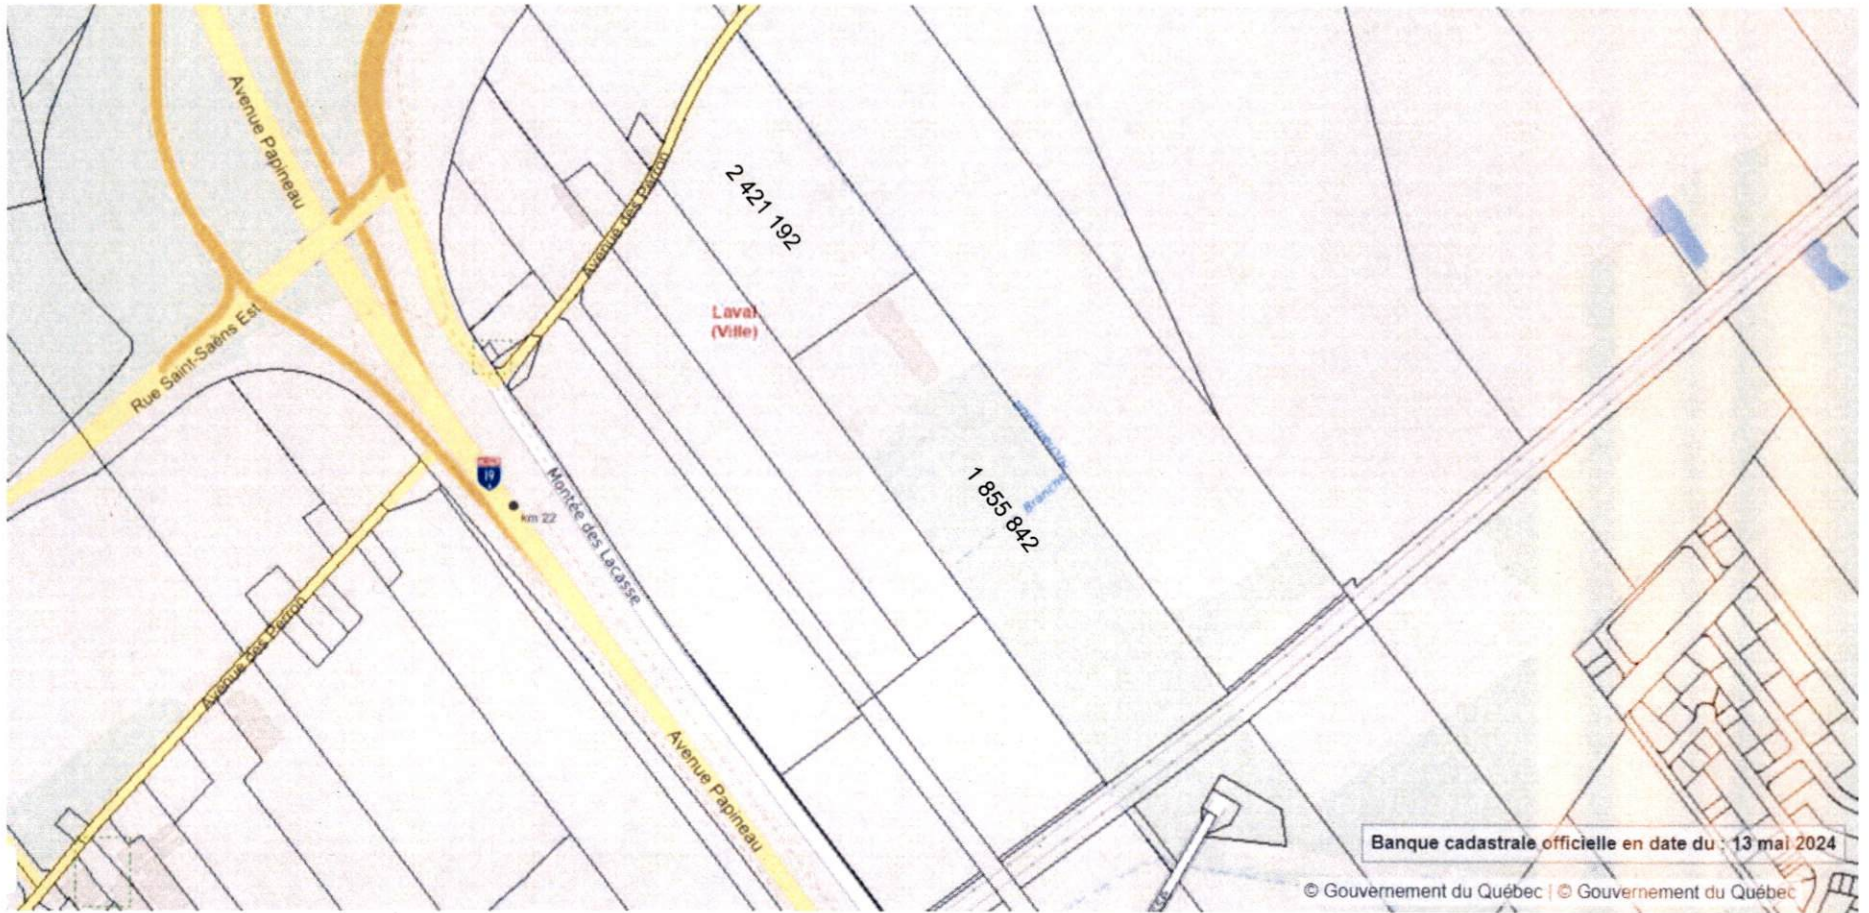 Avenue Papineau
Avenue des Perron
2 421 192
Laval
(Ville)
Rue Saint-Saëns Est
19
km 22
Montée des Lacasse
1 855 842
Branche
Avenue des Perron
Avenue Papineau
Banque cadastrale officielle en date du : 13 mai 2024
© Gouvernement du Québec | © Gouvernement du Québec